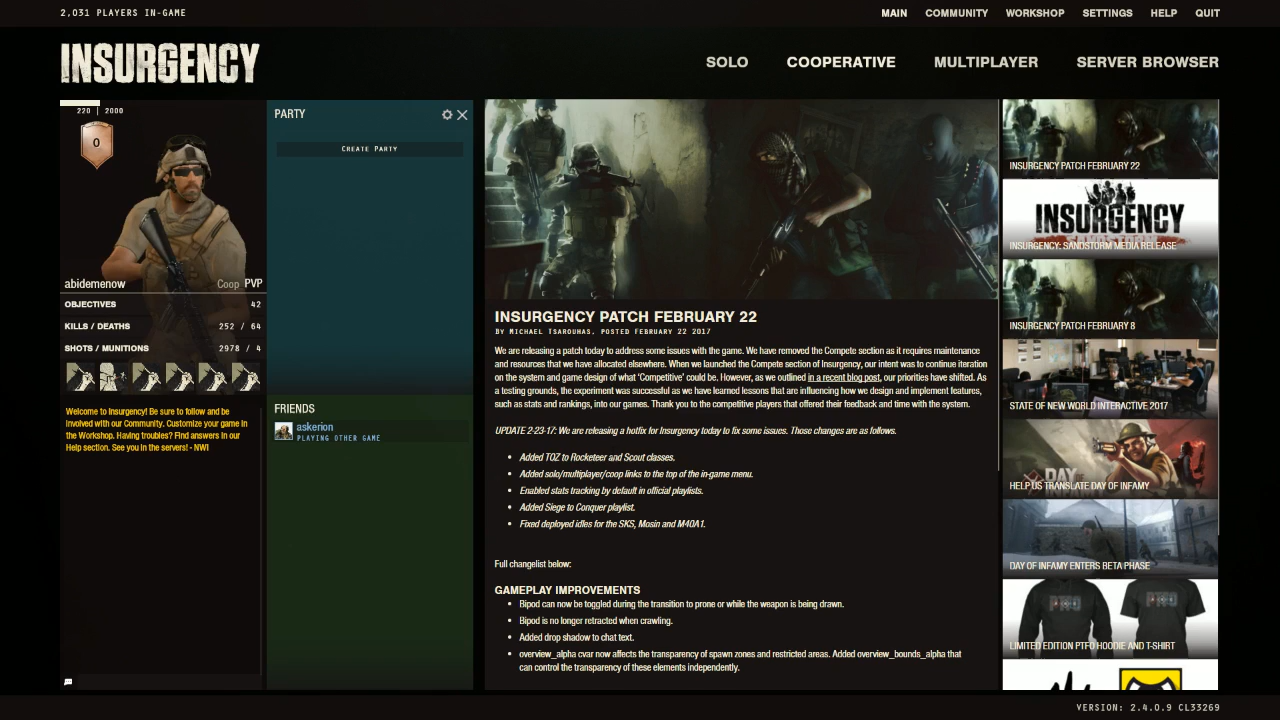 2,031 PLAYERS IN-GAME
MAIN COMMUNITY WORKSHOP SETTINGS HELP QUIT
INSURGENCY
SOLO COOPERATIVE MULTIPLAYER SERVER BROWSER
220 | 2000
0
abidemenow Coop PVP
OBJECTIVES 42
KILLS / DEATHS 252 / 64
SHOTS / MUNITIONS 2978 / 4
Welcome to Insurgency! Be sure to follow and be
involved with our Community. Customize your game in
the Workshop. Having troubles? Find answers in our
Help section. See you in the servers! - NWI
PARTY
CREATE PARTY
FRIENDS
askerion
PLAYING OTHER GAME
INSURGENCY PATCH FEBRUARY 22
BY MICHAEL TSAROUHAS. POSTED FEBRUARY 22 2017
We are releasing a patch today to address some issues with the game. We have removed the Compete section as it requires maintenance
and resources that we have allocated elsewhere. When we launched the Compete section of Insurgency, our intent was to continue iteration
on the system and game design of what 'Competitive' could be. However, as we outlined in a recent blog post, our priorities have shifted. As
a testing grounds, the experiment was successful as we have learned lessons that are influencing how we design and implement features,
such as stats and rankings, into our games. Thank you to the competitive players that offered their feedback and time with the system.
UPDATE 2-23-17: We are releasing a hotfix for Insurgency today to fix some issues. Those changes are as follows.
• Added TOZ to Rocketeer and Scout classes.
• Added solo/multiplayer/coop links to the top of the in-game menu.
• Enabled stats tracking by default in official playlists.
• Added Siege to Conquer playlist.
• Fixed deployed idles for the SKS, Mosin and M40A1.
Full changelist below:
GAMEPLAY IMPROVEMENTS
• Bipod can now be toggled during the transition to prone or while the weapon is being drawn.
• Bipod is no longer retracted when crawling.
• Added drop shadow to chat text.
• overview_alpha cvar now affects the transparency of spawn zones and restricted areas. Added overview_bounds_alpha that
can control the transparency of these elements independently.
INSURGENCY PATCH FEBRUARY 22
INSURGENCY
INSURGENCY: SANDSTORM MEDIA RELEASE
INSURGENCY PATCH FEBRUARY 8
STATE OF NEW WORLD INTERACTIVE 2017
DAY
HELP US TRANSLATE DAY OF INFAMY
DAY OF INFAMY ENTERS BETA PHASE
PTFO PTFO
LIMITED EDITION PTFO HOODIE AND T-SHIRT
VERSION: 2.4.0.9 CL33269